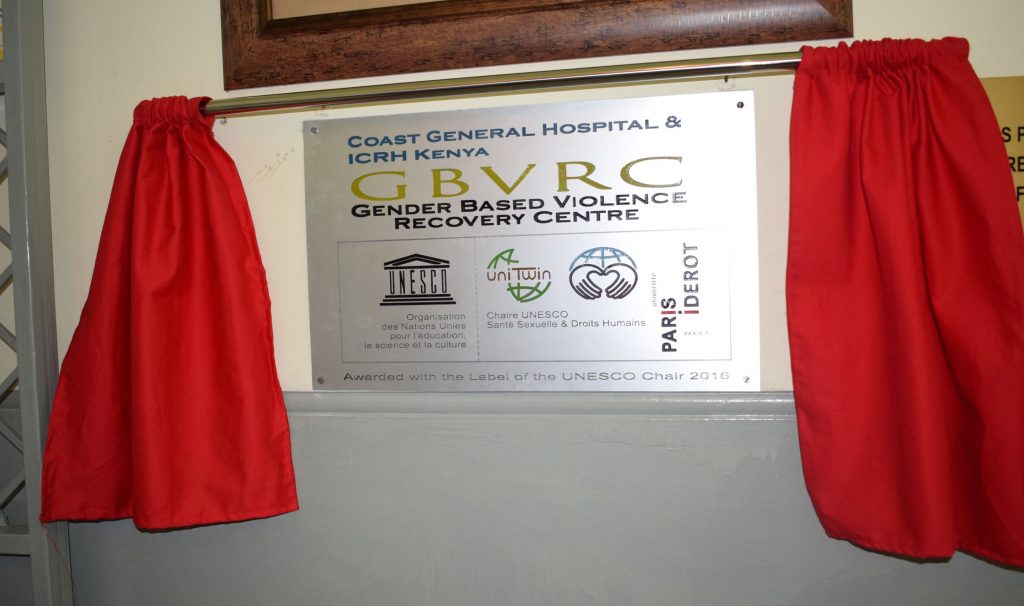 COAST GENERAL HOSPITAL &
ICRH KENYA
GBVRC
GENDER BASED VIOLENCE
RECOVERY CENTRE
UNESCO
Organisation
des Nations Unies
pour l'éducation,
la science et la culture
uniTwin
Chaire UNESCO
Santé Sexuelle & Droits Humains
université
PARiS
DiDEROT
PARIS 7
Awarded with the Label of the UNESCO Chair 2016